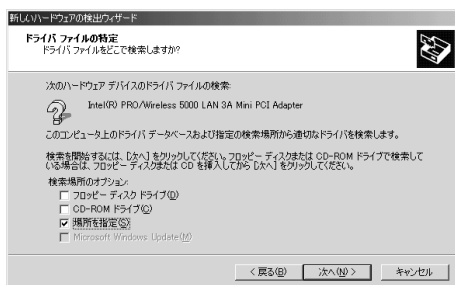 新しいハードウェアの検出ウィザード
ドライバ ファイルの特定
ドライバ ファイルをどこで検索しますか?
次のハードウェア デバイスのドライバ ファイルの検索:
Intel(R) PRO/Wireless 5000 LAN 3A Mini PCI Adapter
このコンピュータ上のドライバ データベースおよび指定の検索場所から適切なドライバを検索します。
検索を開始するには、[次へ] をクリックしてください。フロッピー ディスクまたは CD-ROM ドライブで検索して
いる場合は、フロッピー ディスクまたは CD を挿入してから [次へ] をクリックしてください。
検索場所のオプション:
フロッピー ディスク ドライブ(D)
CD-ROM ドライブ(C)
場所を指定(S)
Microsoft Windows Update(M)
< 戻る(B)
次へ(N) >
キャンセル